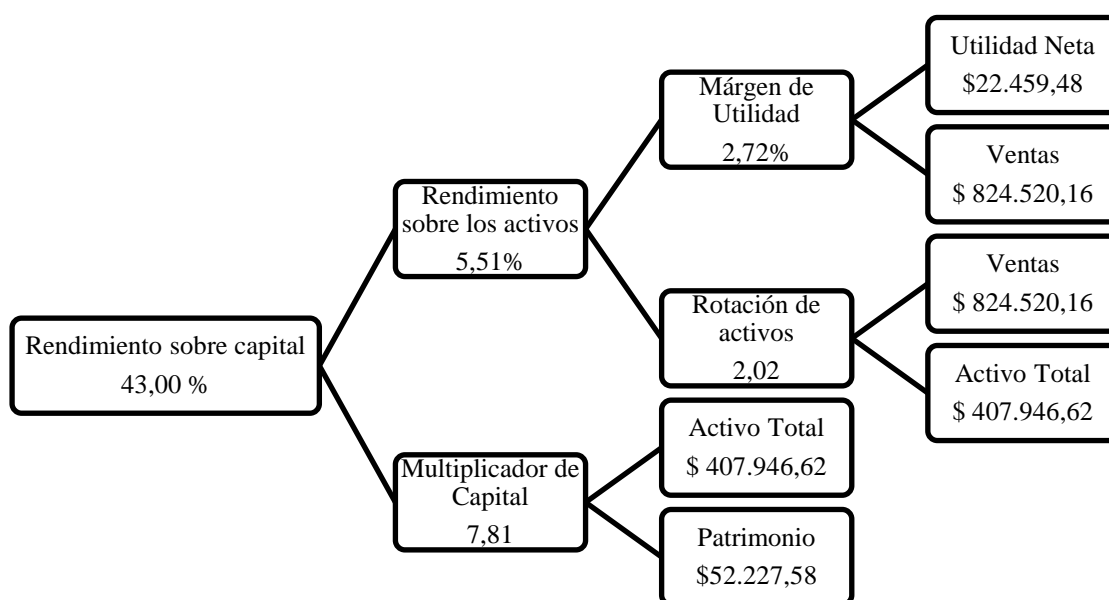 Utilidad Neta
$22.459,48
Márgen de
Utilidad
2,72%
Ventas
$ 824.520,16
Rendimiento
sobre los activos
5,51%
Ventas
$ 824.520,16
Rotación de
activos
2,02
Rendimiento sobre capital
43,00 %
Activo Total
$ 407.946,62
Activo Total
$ 407.946,62
Multiplicador de
Capital
7,81
Patrimonio
$52.227,58